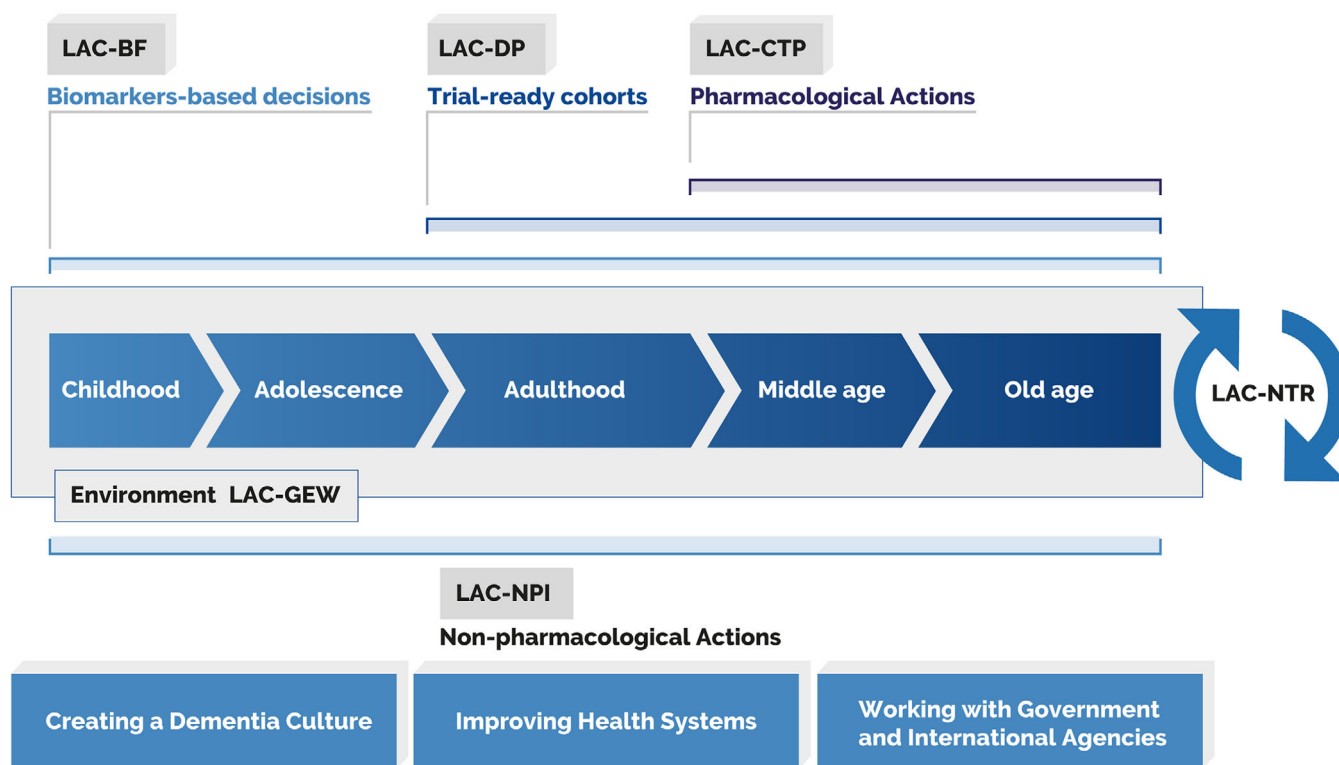 LAC-BF
Biomarkers-based decisions
LAC-DP
Trial-ready cohorts
LAC-CTP
Pharmacological Actions
Childhood
Adolescence
Adulthood
Middle age
Old age
LAC-NTR
Environment LAC-GEW
LAC-NPI
Non-pharmacological Actions
Creating a Dementia Culture
Improving Health Systems
Working with Government
and International Agencies